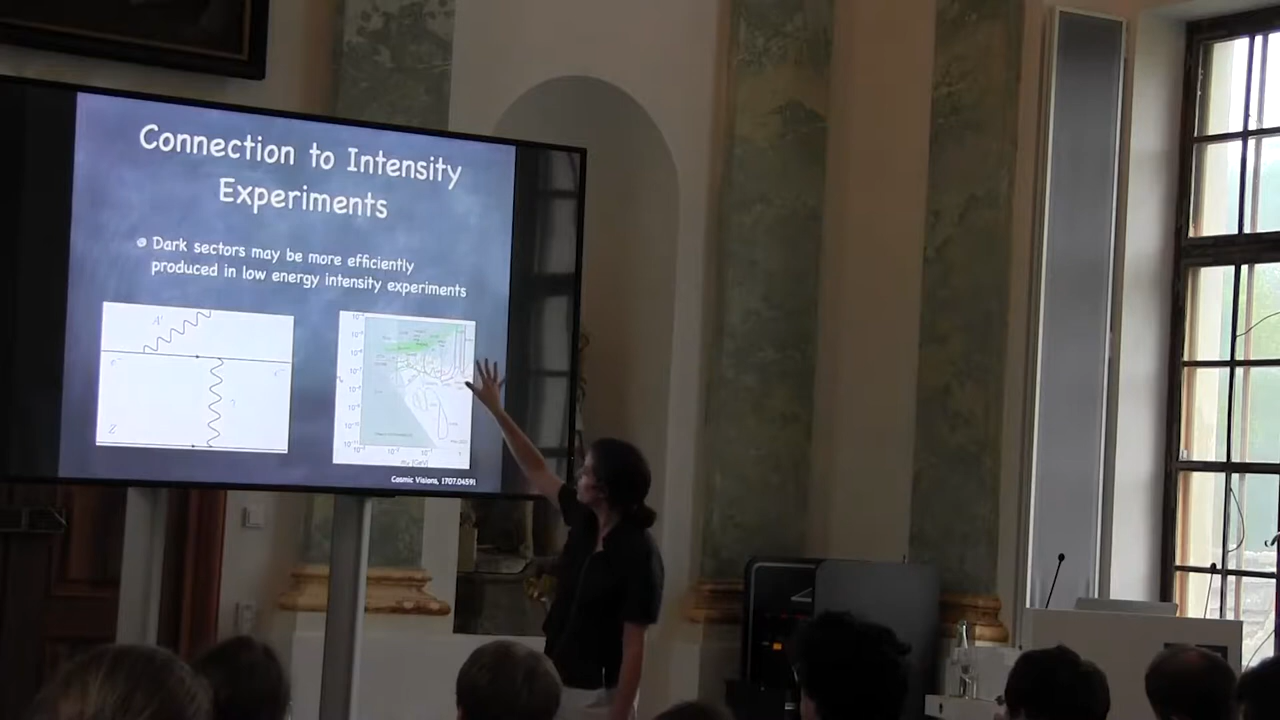 Connection to Intensity
Experiments
Dark sectors may be more efficiently
produced in low energy intensity experiments
A'
e⁻
Z
Cosmic Visions, 1707.04591